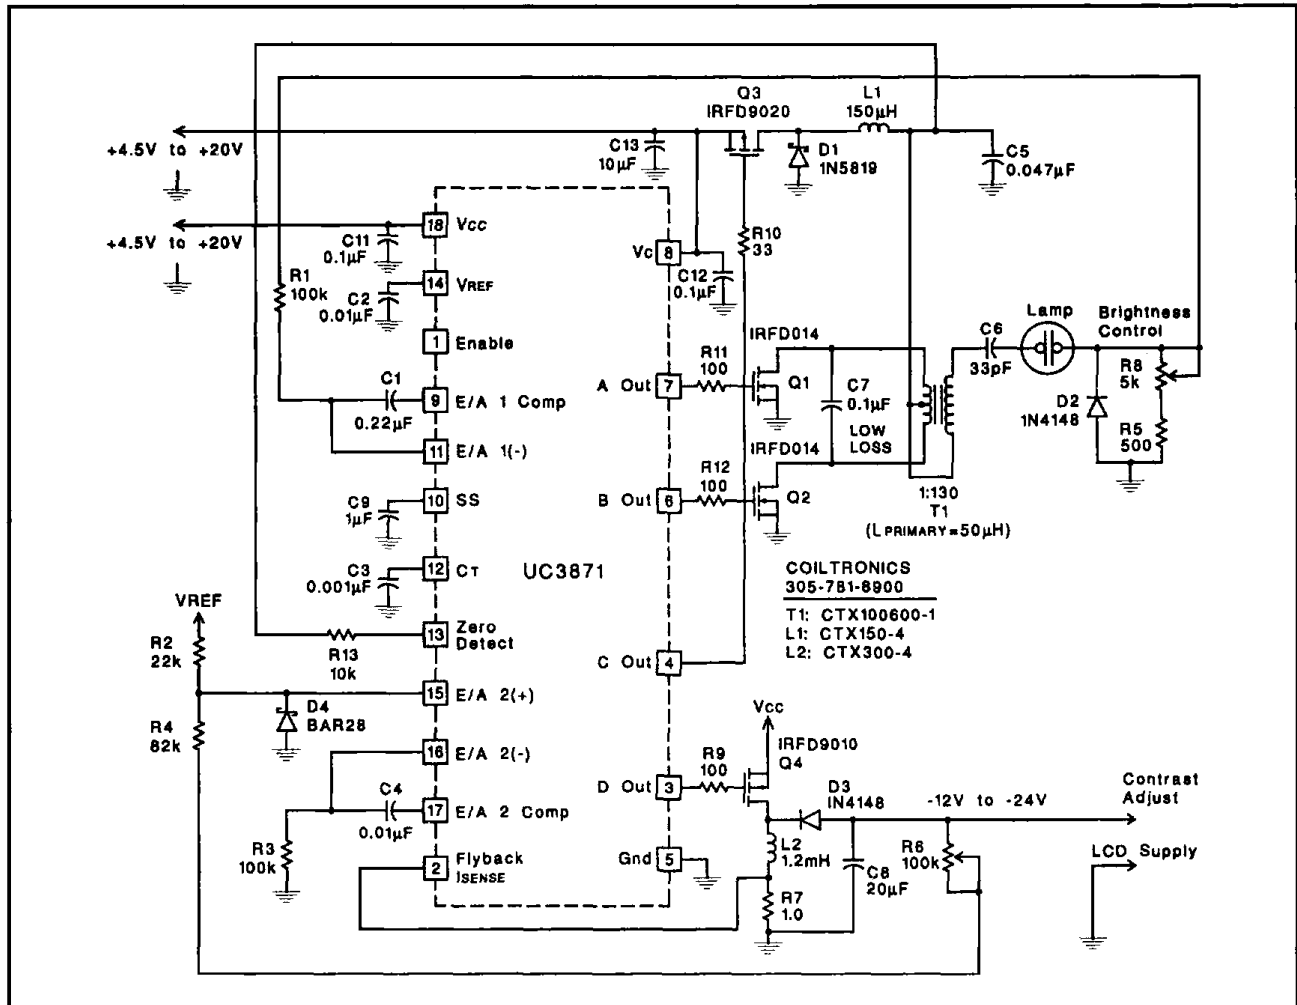 Q3
IRFD9020
L1
150µH
+4.5V to +20V
C13
10µF
D1
1N5819
C5
0.047µF
+4.5V to +20V
C11
0.1µF
18 Vcc
R10
33
Vc 8
C12
0.1µF
R1
100k
C2
0.01µF
14 VREF
1 Enable
IRFD014
Lamp
Brightness
Control
C6
33pF
R11
100
R8
5k
C1
0.22µF
9 E/A 1 Comp
A Out 7
Q1
C7
0.1µF
LOW
LOSS
D2
1N4148
R5
500
11 E/A 1(-)
IRFD014
R12
100
C9
1µF
10 SS
B Out 6
Q2
1:130
T1
(LPRIMARY=50µH)
C3
0.001µF
12 CT
UC3871
COILTRONICS
305-781-8900
T1: CTX100600-1
L1: CTX150-4
L2: CTX300-4
VREF
R2
22k
R13
10k
13 Zero
Detect
C Out 4
15 E/A 2(+)
D4
BAR28
R4
82k
Vcc
16 E/A 2(-)
IRFD9010
Q4
R9
100
D Out 3
D3
IN4148
-12V to -24V
Contrast
Adjust
C4
0.01µF
17 E/A 2 Comp
R3
100k
L2
1.2mH
C8
20µF
R6
100k
LCD Supply
2 Flyback
ISENSE
Gnd 5
R7
1.0